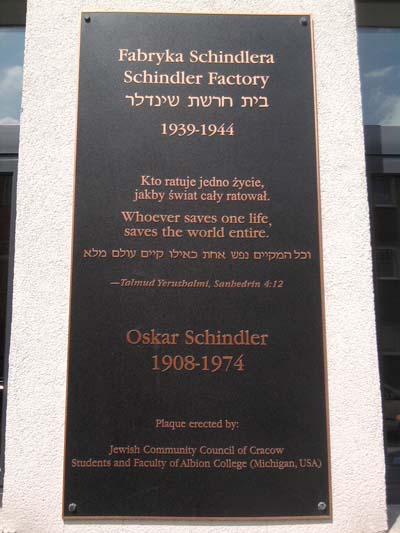 Fabryka Schindlera
Schindler Factory
בית חרשת שינדלר
1939-1944
Kto ratuje jedno życie,
jakby świat cały ratował.
Whoever saves one life,
saves the world entire.
וכל המקיים נפש אחת כאילו קיים עולם מלא
—Talmud Yerushalmi, Sanhedrin 4:12
Oskar Schindler
1908-1974
Plaque erected by:
Jewish Community Council of Cracow
Students and Faculty of Albion College (Michigan, USA)